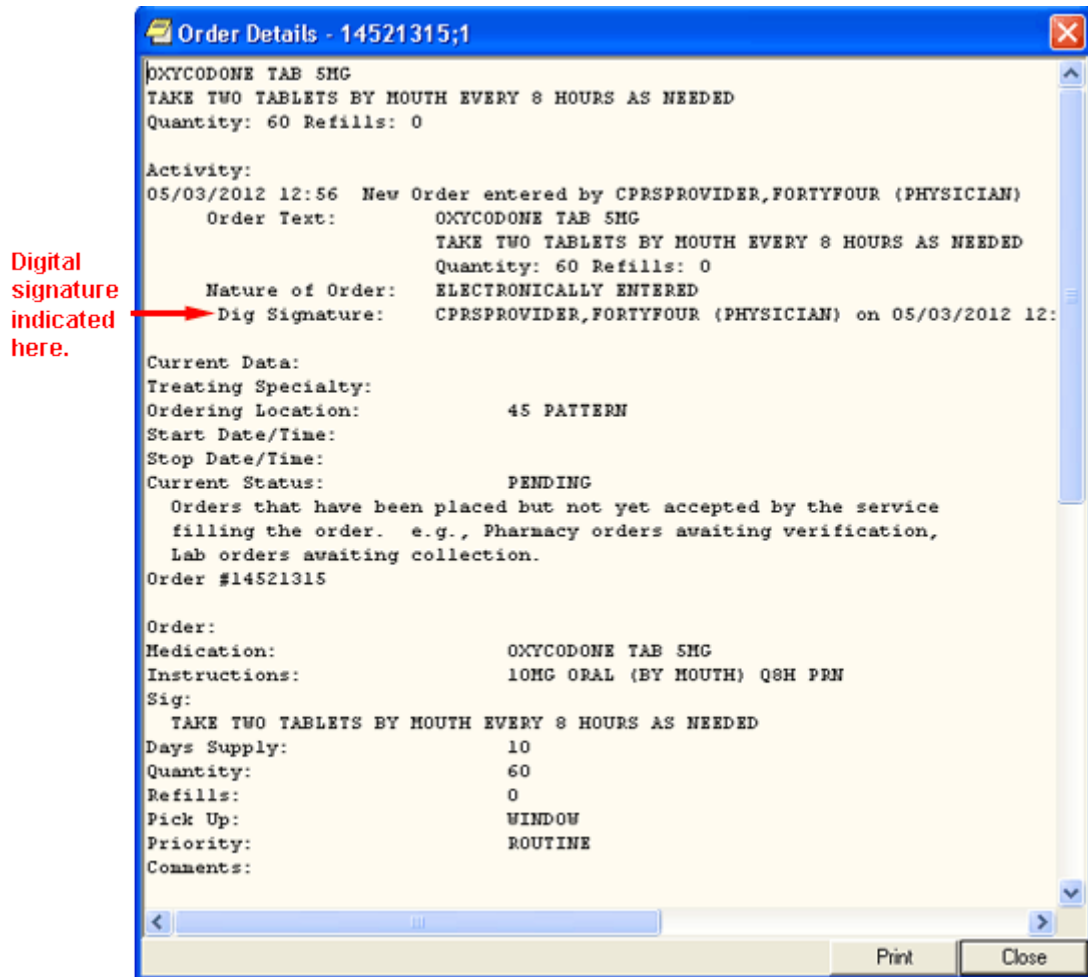 Order Details - 14521315;1
OXYCODONE TAB 5MG
TAKE TWO TABLETS BY MOUTH EVERY 8 HOURS AS NEEDED
Quantity: 60 Refills: 0
Activity:
05/03/2012 12:56 New Order entered by CPRSPROVIDER,FORTYFOUR (PHYSICIAN)
Order Text: OXYCODONE TAB 5MG
TAKE TWO TABLETS BY MOUTH EVERY 8 HOURS AS NEEDED
Quantity: 60 Refills: 0
Nature of Order: ELECTRONICALLY ENTERED
Dig Signature: CPRSPROVIDER,FORTYFOUR (PHYSICIAN) on 05/03/2012 12:
Digital
signature
indicated
here.
Current Data:
Treating Specialty:
Ordering Location: 45 PATTERN
Start Date/Time:
Stop Date/Time:
Current Status: PENDING
Orders that have been placed but not yet accepted by the service
filling the order. e.g., Pharmacy orders awaiting verification,
Lab orders awaiting collection.
Order #14521315
Order:
Medication: OXYCODONE TAB 5MG
Instructions: 10MG ORAL (BY MOUTH) Q8H PRN
Sig:
TAKE TWO TABLETS BY MOUTH EVERY 8 HOURS AS NEEDED
Days Supply: 10
Quantity: 60
Refills: 0
Pick Up: WINDOW
Priority: ROUTINE
Comments:
Print Close